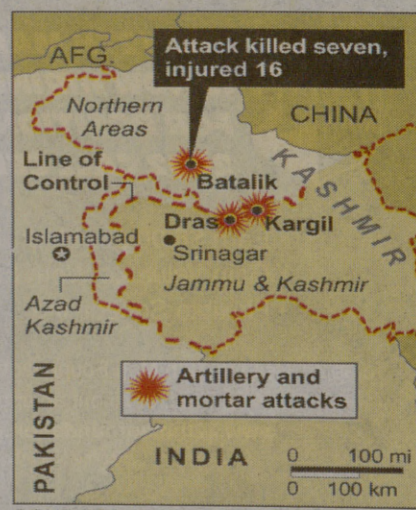 AFG.
Attack killed seven,
injured 16
Northern
Areas
CHINA
Line of
Control
Batalik
KASHMIR
Dras
Kargil
Islamabad
Srinagar
Jammu & Kashmir
Azad
Kashmir
PAKISTAN
Artillery and
mortar attacks
INDIA
0 100 mi
0 100 km